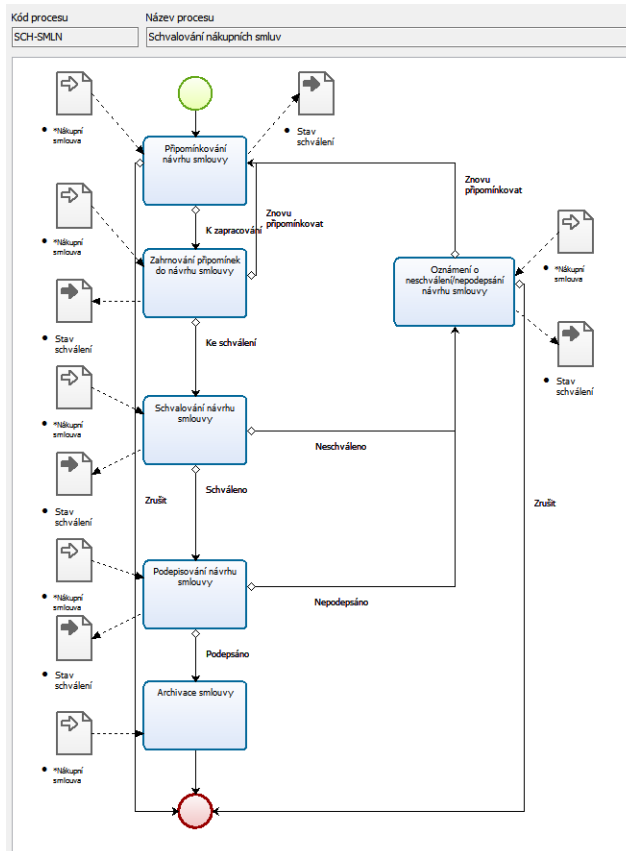 Kód procesu
Název procesu
SCH-SMLN
Schvalování nákupních smluv
*Nákupní
smlouva
Stav
schválení
Připomínkování
návrhu smlouvy
Znovu
připomínkovat
Znovu
připomínkovat
K zapracování
*Nákupní
smlouva
Zahrnování připomínek
do návrhu smlouvy
Oznámení o
neschválení/nepodepsání
návrhu smlouvy
*Nákupní
smlouva
Stav
schválení
Ke schválení
Stav
schválení
*Nákupní
smlouva
Schvalování návrhu
smlouvy
Neschváleno
Schváleno
Zrušit
Zrušit
Stav
schválení
*Nákupní
smlouva
Podepisování návrhu
smlouvy
Nepodepsáno
Stav
schválení
Podepsáno
Archivace smlouvy
*Nákupní
smlouva